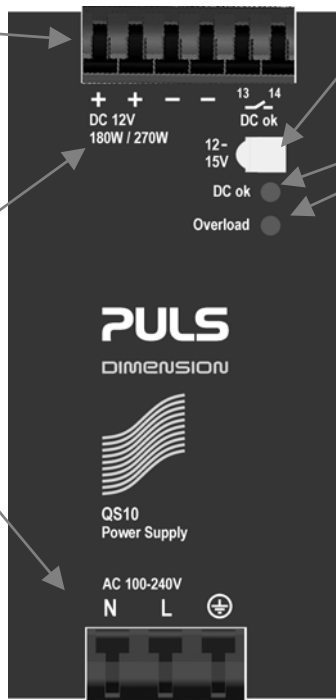 + + − − 13 14
DC 12V
DC ok
180W / 270W
12-
15V
DC ok
Overload
PULS
DIMENSION
QS10
Power Supply
AC 100-240V
N L